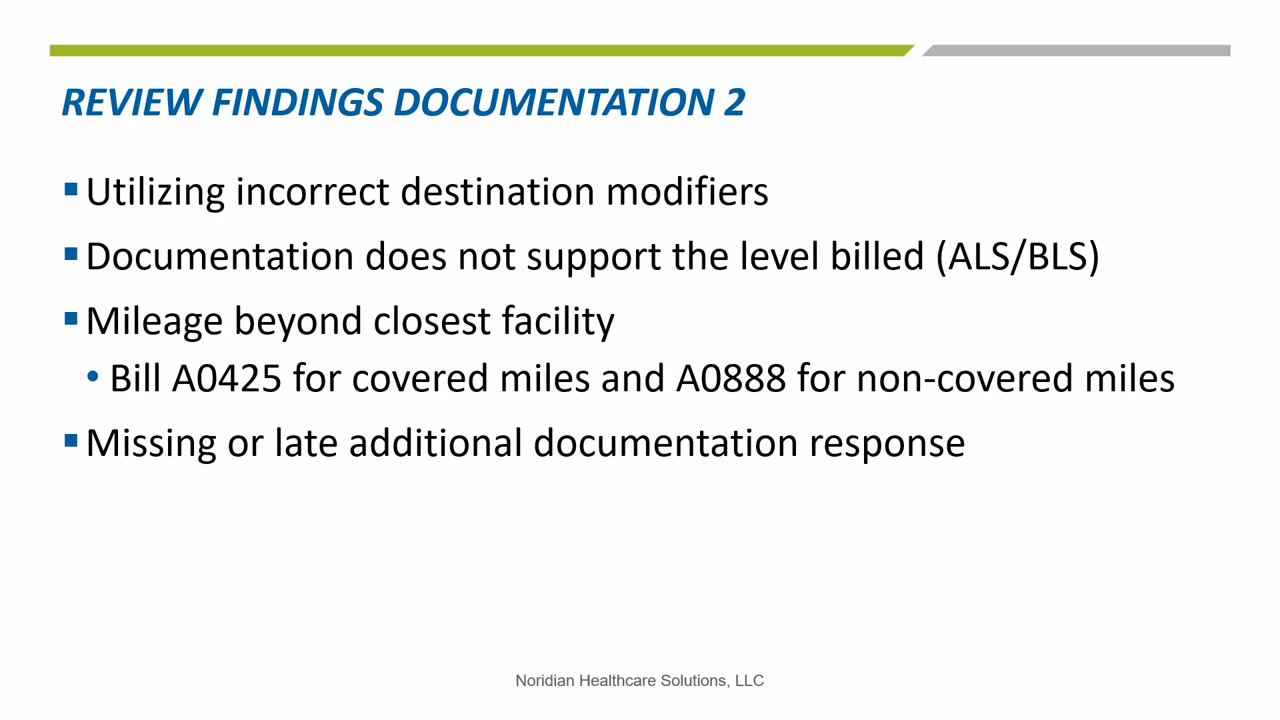 REVIEW FINDINGS DOCUMENTATION 2
Utilizing incorrect destination modifiers
Documentation does not support the level billed (ALS/BLS)
Mileage beyond closest facility
Bill A0425 for covered miles and A0888 for non-covered miles
Missing or late additional documentation response
Noridian Healthcare Solutions, LLC